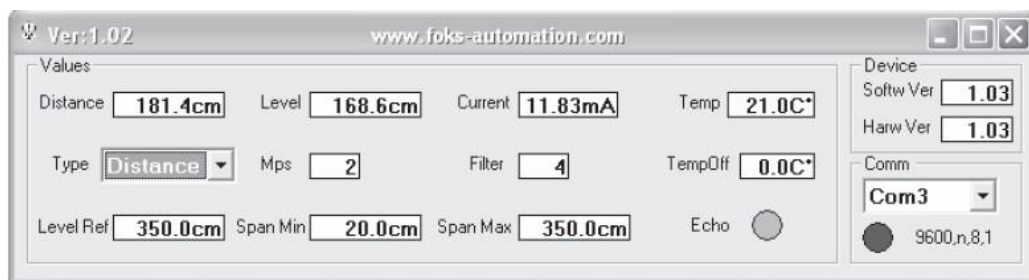 Ver:1.02 www.foks-automation.com
Values
Distance 181.4cm Level 168.6cm Current 11.83mA Temp 21.0C°
Type Distance Mps 2 Filter 4 TempOff 0.0C°
Level Ref 350.0cm Span Min 20.0cm Span Max 350.0cm Echo
Device
Softw Ver 1.03
Harw Ver 1.03
Comm
Com3
9600,n,8,1